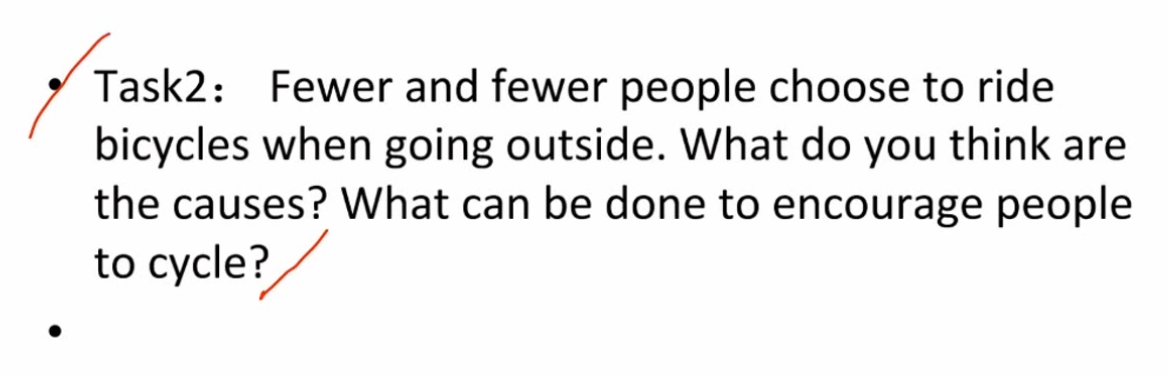 • Task2： Fewer and fewer people choose to ride
bicycles when going outside. What do you think are
the causes? What can be done to encourage people
to cycle?
•